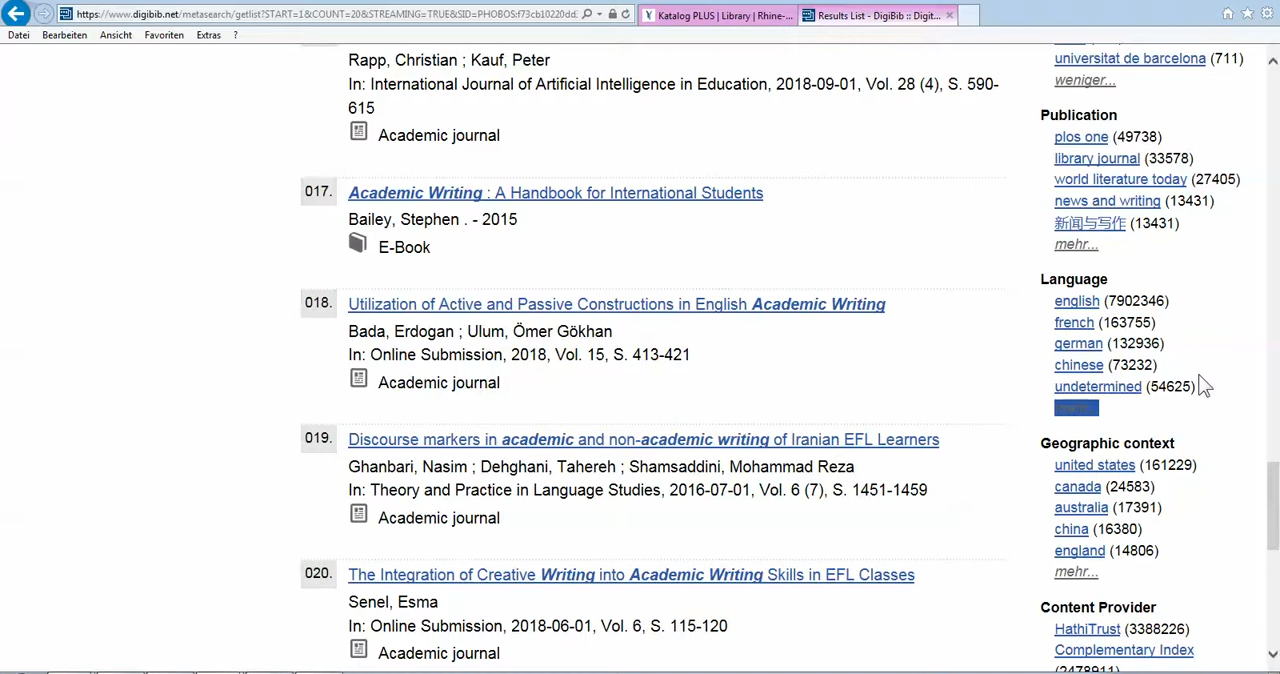 https://www.digibib.net/metasearch/getlist?START=1&COUNT=20&STREAMING=TRUE&SID=PHOBOS:f73cb10220dd
Katalog PLUS | Library | Rhine-...
Results List - DigiBib :: Digit...
Datei Bearbeiten Ansicht Favoriten Extras ?
Rapp, Christian ; Kauf, Peter
In: International Journal of Artificial Intelligence in Education, 2018-09-01, Vol. 28 (4), S. 590-
615
Academic journal
017. Academic Writing : A Handbook for International Students
Bailey, Stephen . - 2015
E-Book
018. Utilization of Active and Passive Constructions in English Academic Writing
Bada, Erdogan ; Ulum, Ömer Gökhan
In: Online Submission, 2018, Vol. 15, S. 413-421
Academic journal
019. Discourse markers in academic and non-academic writing of Iranian EFL Learners
Ghanbari, Nasim ; Dehghani, Tahereh ; Shamsaddini, Mohammad Reza
In: Theory and Practice in Language Studies, 2016-07-01, Vol. 6 (7), S. 1451-1459
Academic journal
020. The Integration of Creative Writing into Academic Writing Skills in EFL Classes
Senel, Esma
In: Online Submission, 2018-06-01, Vol. 6, S. 115-120
Academic journal
universitat de barcelona (711)
weniger...
Publication
plos one (49738)
library journal (33578)
world literature today (27405)
news and writing (13431)
新闻与写作 (13431)
mehr...
Language
english (7902346)
french (163755)
german (132936)
chinese (73232)
undetermined (54625)
Geographic context
united states (161229)
canada (24583)
australia (17391)
china (16380)
england (14806)
mehr...
Content Provider
HathiTrust (3388226)
Complementary Index
(2478911)